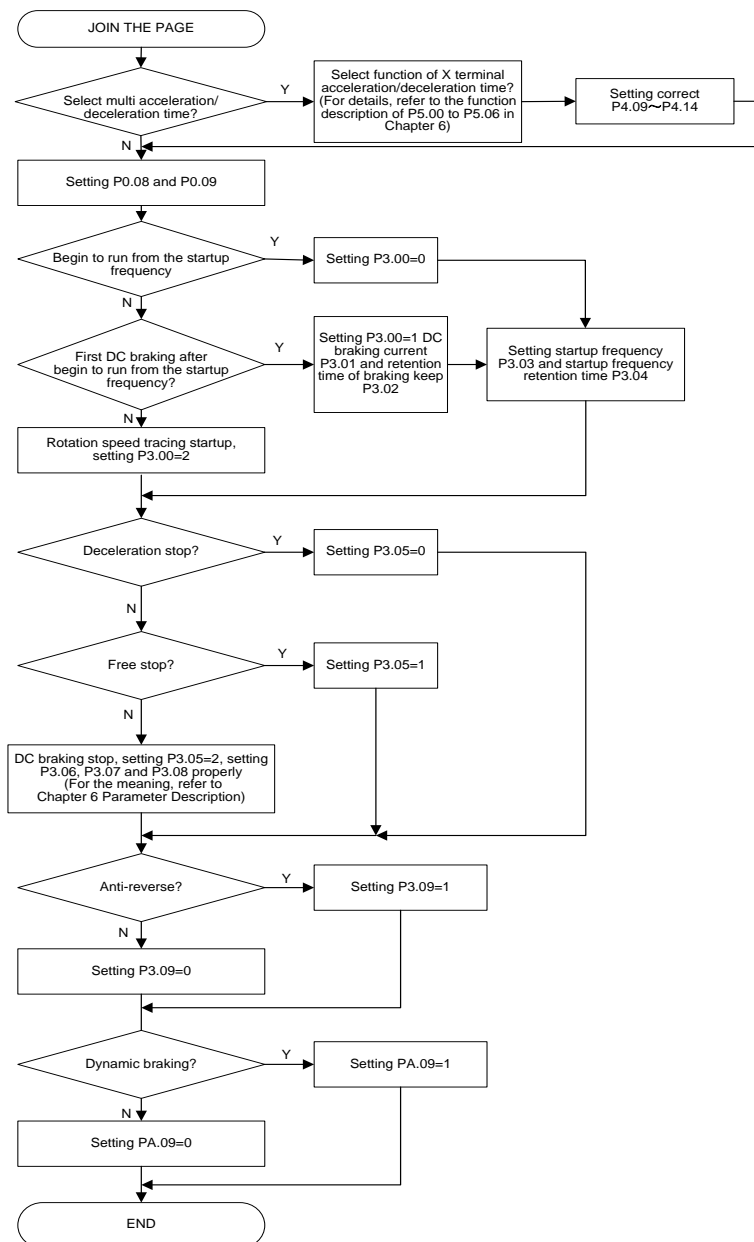 JOIN THE PAGE
Select multi acceleration/
deceleration time?
Y
Select function of X terminal
acceleration/deceleration time?
(For details, refer to the function
description of P5.00 to P5.06 in
Chapter 6)
Setting correct
P4.09～P4.14
N
Setting P0.08 and P0.09
Begin to run from the startup
frequency
Y
Setting P3.00=0
N
First DC braking after
begin to run from the startup
frequency?
Y
Setting P3.00=1 DC
braking current
P3.01 and retention
time of braking keep
P3.02
Setting startup frequency
P3.03 and startup frequency
retention time P3.04
N
Rotation speed tracing startup,
setting P3.00=2
Deceleration stop?
Y
Setting P3.05=0
N
Free stop?
Y
Setting P3.05=1
N
DC braking stop, setting P3.05=2, setting
P3.06, P3.07 and P3.08 properly
(For the meaning, refer to
Chapter 6 Parameter Description)
Anti-reverse?
Y
Setting P3.09=1
N
Setting P3.09=0
Dynamic braking?
Y
Setting PA.09=1
N
Setting PA.09=0
END